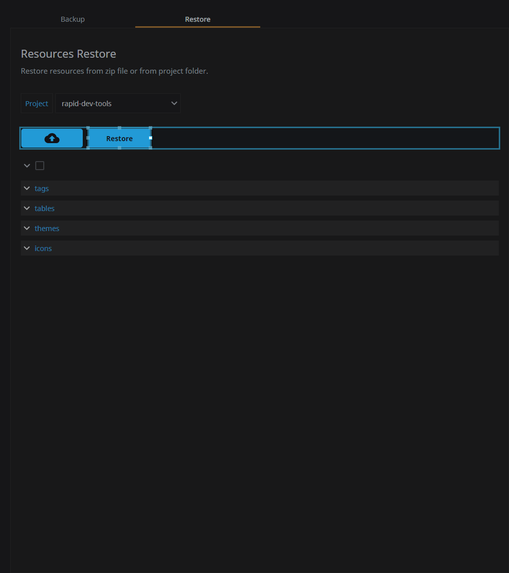 Backup
Restore
Resources Restore
Restore resources from zip file or from project folder.
Project
rapid-dev-tools
Restore
tags
tables
themes
icons